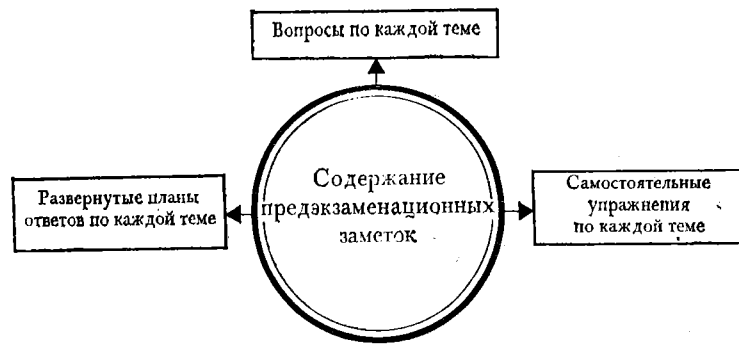 Вопросы по каждой теме
Содержание
предэкзаменационных
заметок
Развернутые планы
ответов по каждой теме
Самостоятельные
упражнения
по каждой теме